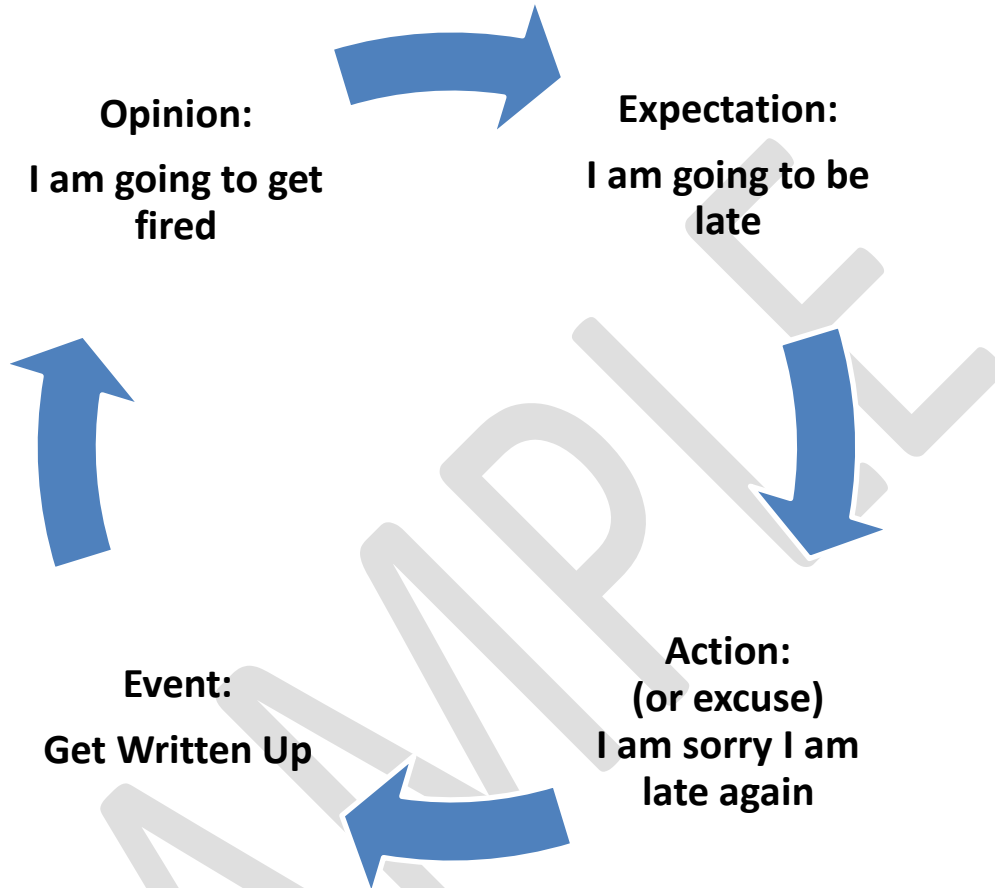 Opinion:
I am going to get
fired
Expectation:
I am going to be
late
Action:
(or excuse)
I am sorry I am
late again
Event:
Get Written Up
SAMPLE